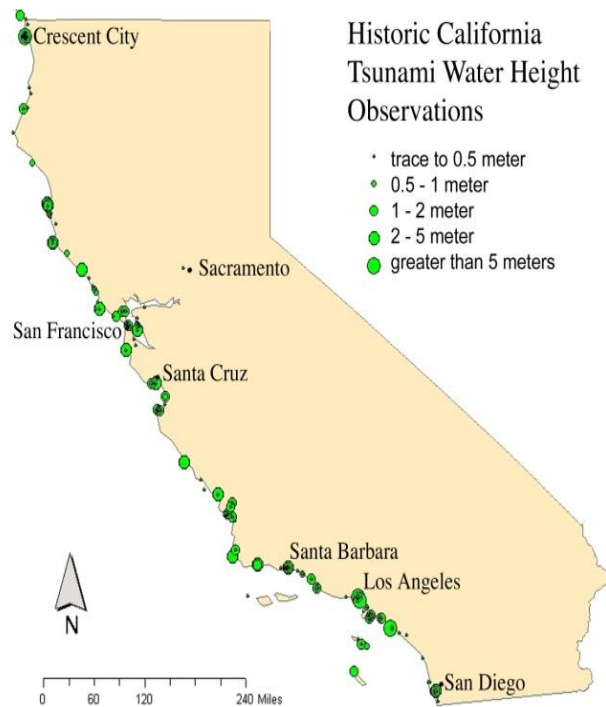 Historic California
Tsunami Water Height
Observations
trace to 0.5 meter
0.5 - 1 meter
1 - 2 meter
2 - 5 meter
greater than 5 meters
Crescent City
Sacramento
San Francisco
Santa Cruz
Santa Barbara
Los Angeles
San Diego
N
0 60 120 240 Miles